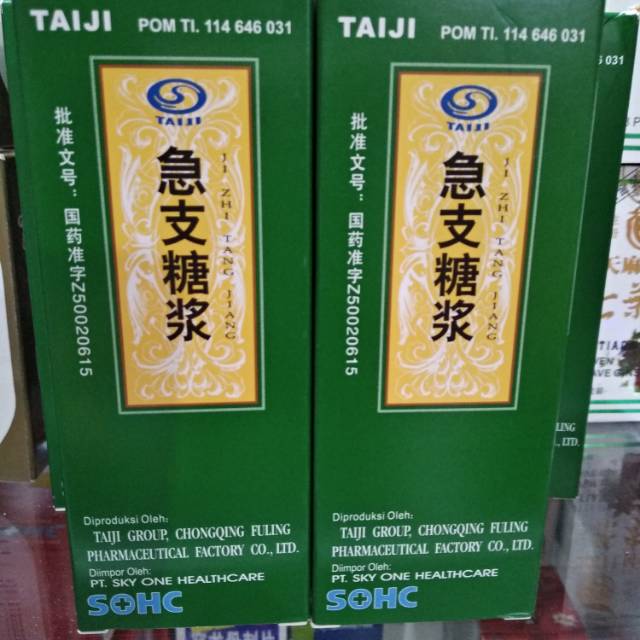 TAIJI POM TI. 114 646 031
TAIJI
急支糖浆
JI ZHI TANG JIANG
批准文号：国药准字Z50020615
Diproduksi Oleh:
TAIJI GROUP, CHONGQING FULING
PHARMACEUTICAL FACTORY CO., LTD.
Diimpor Oleh:
PT. SKY ONE HEALTHCARE
SOHC
TAIJI POM TI. 114 646 031
TAIJI
急支糖浆
JI ZHI TANG JIANG
批准文号：国药准字Z50020615
Diproduksi Oleh:
TAIJI GROUP, CHONGQING FULING
PHARMACEUTICAL FACTORY CO., LTD.
Diimpor Oleh:
PT. SKY ONE HEALTHCARE
SOHC
031
LING
., LTD.